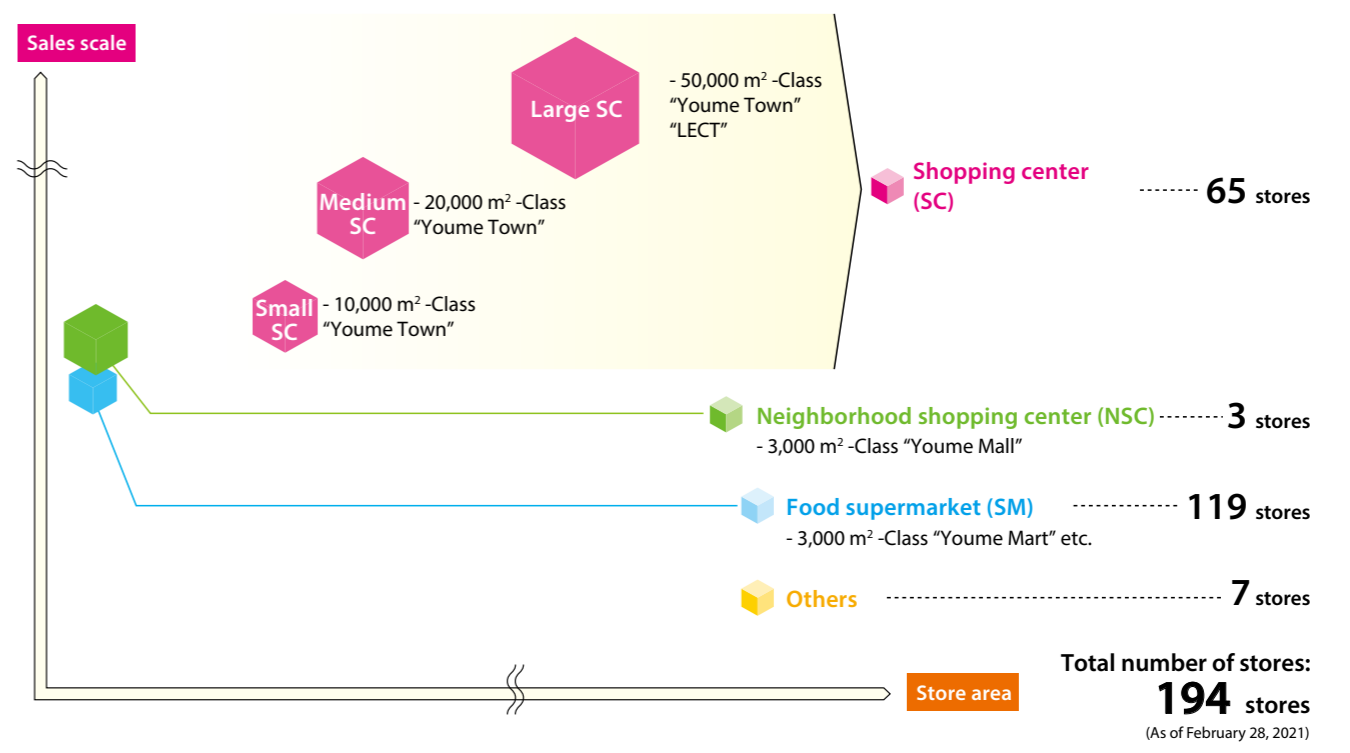 Sales scale
Large SC
- 50,000 m² -Class
“Youme Town”
“LECT”
Medium
SC
- 20,000 m² -Class
“Youme Town”
Small
SC
- 10,000 m² -Class
“Youme Town”
Shopping center
(SC)
65 stores
Neighborhood shopping center (NSC) 3 stores
- 3,000 m² -Class “Youme Mall”
Food supermarket (SM) 119 stores
- 3,000 m² -Class “Youme Mart” etc.
Others 7 stores
Store area
Total number of stores:
194 stores
(As of February 28, 2021)